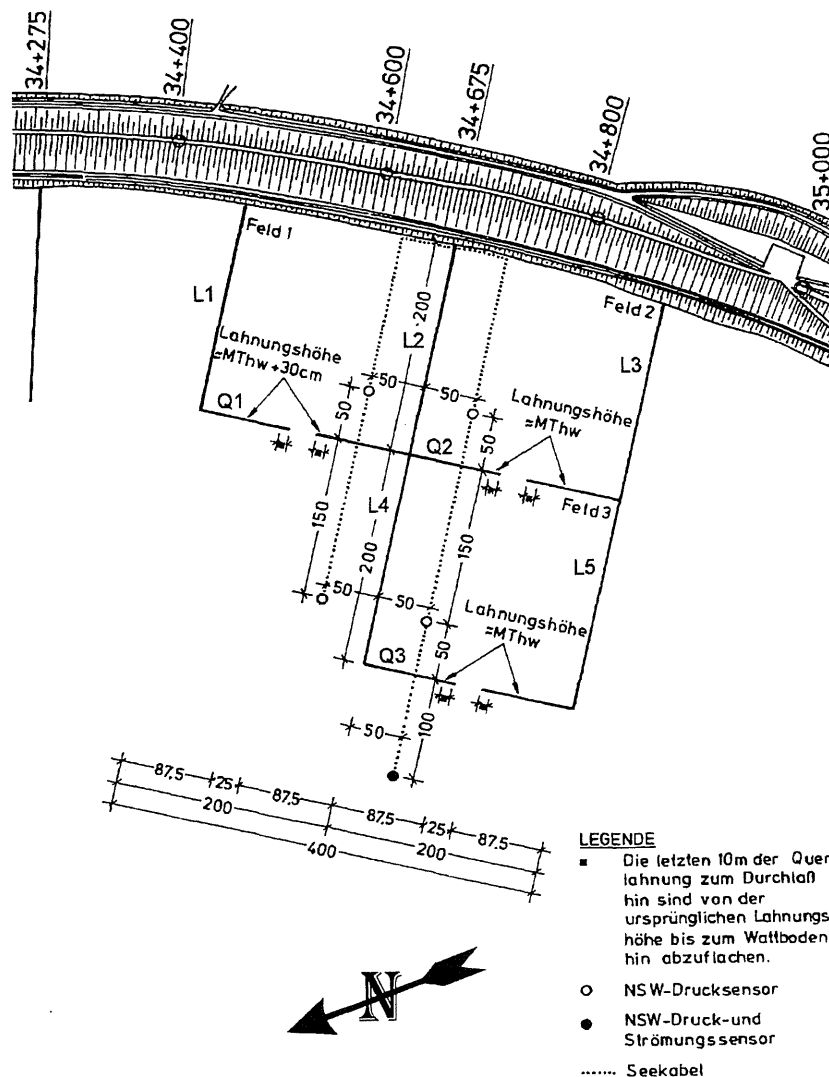 34+275
34+400
34+600
34+675
34+800
35+000
Feld 1
Feld 2
L1
L2
200
L3
Lahnungshöhe
≈MThw+30cm
50
50
50
Lahnungshöhe
≈MThw
Q1
Q2
50
Feld 3
L4
150
150
200
L5
50
50
Lahnungshöhe
≈MThw
50
Q3
50
100
87,5
25
87,5
87,5
25
87,5
200
200
400
LEGENDE
Die letzten 10m der Quer
lahnung zum Durchlaß
hin sind von der
ursprünglichen Lahnungs
höhe bis zum Wattboden
hin abzuflachen.
N
NSW-Drucksensor
NSW-Druck-und
Strömungssensor
Seekabel